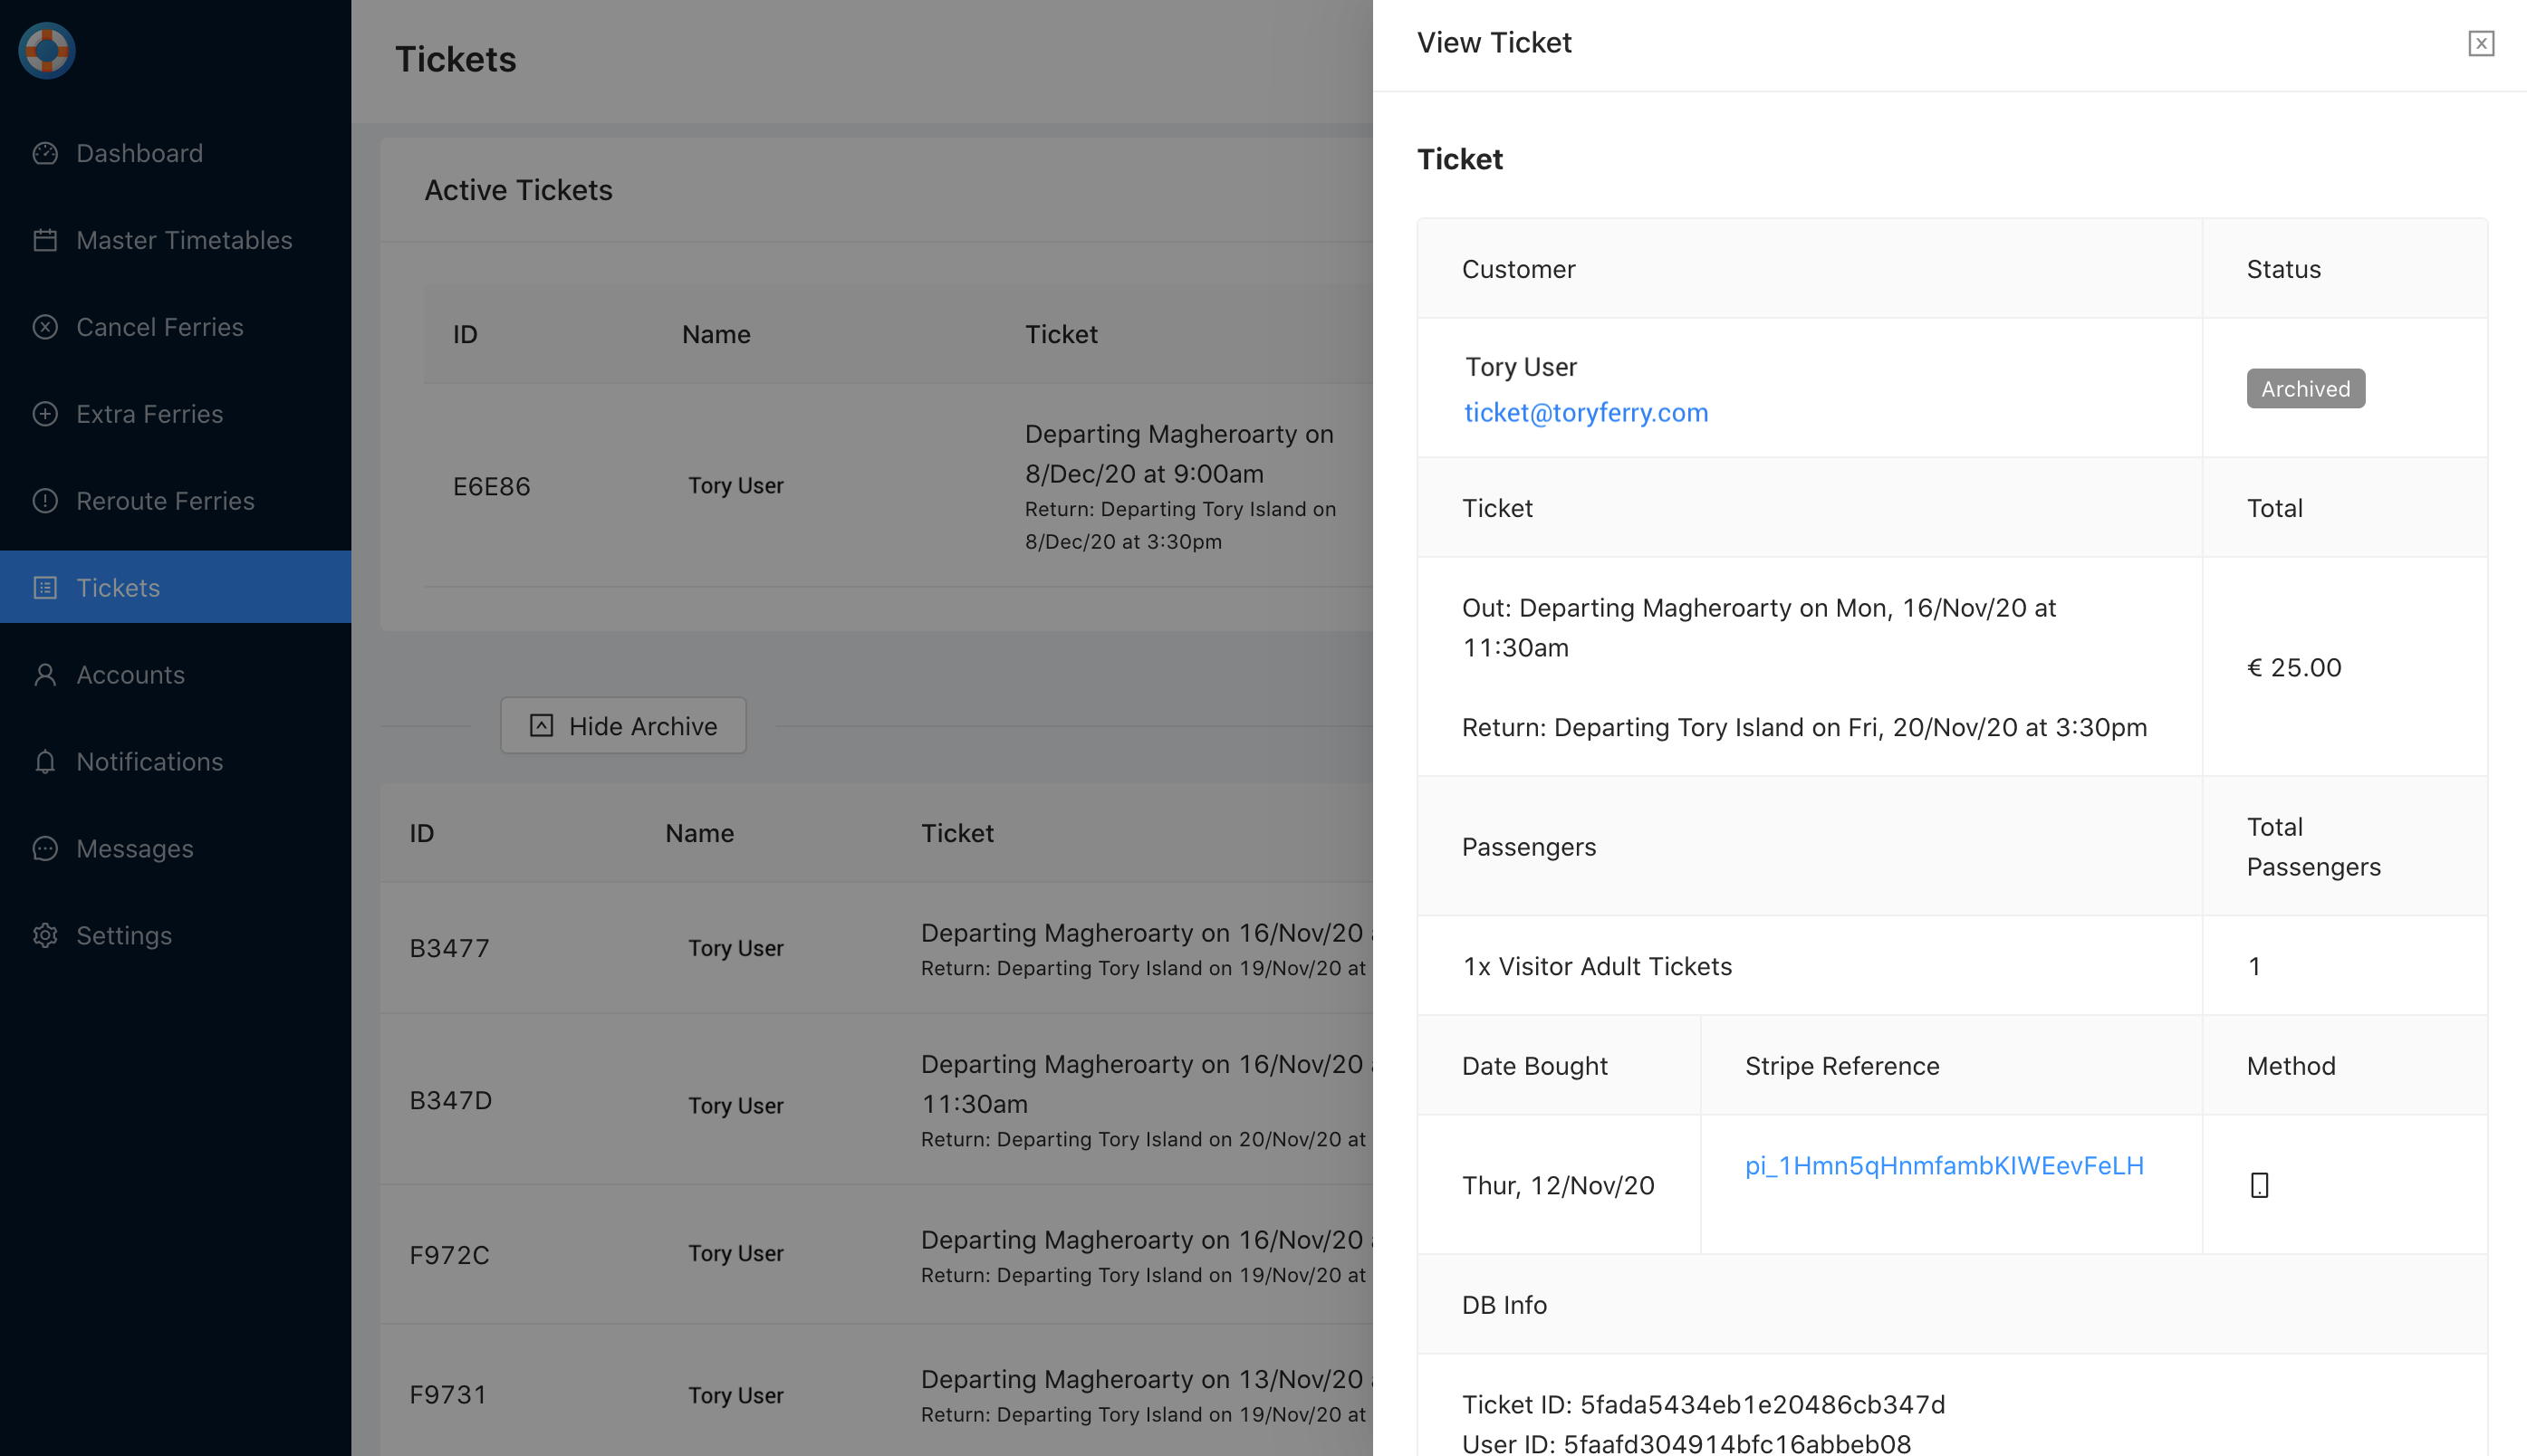 Dashboard
Master Timetables
Cancel Ferries
Extra Ferries
Reroute Ferries
Tickets
Accounts
Notifications
Messages
Settings
Tickets
Active Tickets
ID Name Ticket
E6E86 Tory User Departing Magheroarty on
8/Dec/20 at 9:00am
Return: Departing Tory Island on
8/Dec/20 at 3:30pm
Hide Archive
ID Name Ticket
B3477 Tory User Departing Magheroarty on 16/Nov/20
Return: Departing Tory Island on 19/Nov/20 at
B347D Tory User Departing Magheroarty on 16/Nov/20
11:30am
Return: Departing Tory Island on 20/Nov/20 at
F972C Tory User Departing Magheroarty on 16/Nov/20
Return: Departing Tory Island on 19/Nov/20 at
F9731 Tory User Departing Magheroarty on 13/Nov/20
Return: Departing Tory Island on 19/Nov/20 at
View Ticket
Ticket
Customer Status
Tory User
ticket@toryferry.com
Archived
Ticket Total
Out: Departing Magheroarty on Mon, 16/Nov/20 at
11:30am
Return: Departing Tory Island on Fri, 20/Nov/20 at 3:30pm
€ 25.00
Passengers Total
Passengers
1x Visitor Adult Tickets 1
Date Bought Stripe Reference Method
Thur, 12/Nov/20 pi_1Hmn5qHnmfambKIWEevFeLH
DB Info
Ticket ID: 5fada5434eb1e20486cb347d
User ID: 5faafd304914bfc16abbeb08